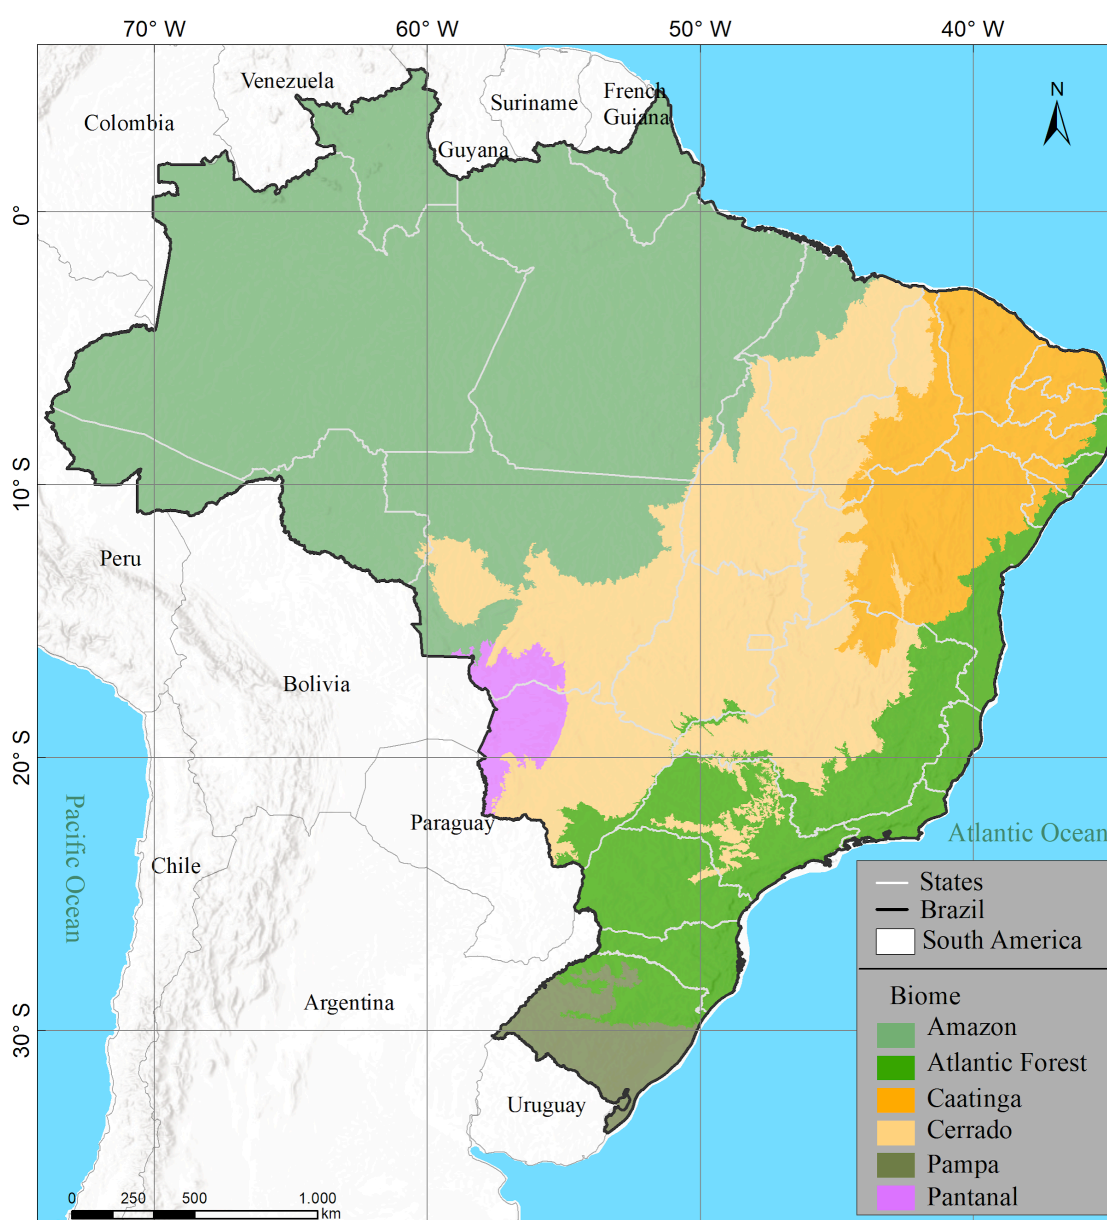 70° W 60° W 50° W 40° W
Venezuela
French
Guiana
Suriname
N
Colombia
Guyana
0°
10° S
Peru
Bolivia
20° S
Pacific Ocean
Paraguay
Atlantic Ocean
Chile
States
Brazil
South America
Argentina
Biome
30° S
Amazon
Atlantic Forest
Caatinga
Uruguay
Cerrado
Pampa
Pantanal
0 250 500 1.000
km